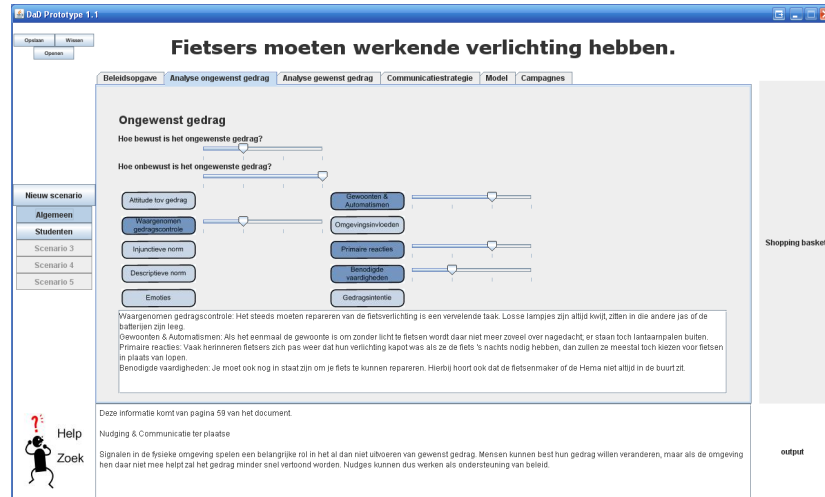 DaD Prototype 1.1
Opslaan
Wissen
Openen
Fietsers moeten werkende verlichting hebben.
Beleidsopgave
Analyse ongewenst gedrag
Analyse gewenst gedrag
Communicatiestrategie
Model
Campagnes
Ongewenst gedrag
Hoe bewust is het ongewenste gedrag?
Hoe onbewust is het ongewenste gedrag?
Nieuw scenario
Algemeen
Studenten
Scenario 3
Scenario 4
Scenario 5
Attitude tov gedrag
Gewoonten &
Automatismen
Waargenomen
gedragscontrole
Omgevingsinvloeden
Injunctieve norm
Primaire reacties
Descriptieve norm
Benodigde
vaardigheden
Emoties
Gedragsintentie
Shopping basket
Waargenomen gedragscontrole: Het steeds moeten repareren van de fietsverlichting is een vervelende taak. Losse lampjes zijn altijd kwijt, zitten in die andere jas of de
batterijen zijn leeg.
Gewoonten & Automatismen: Als het eenmaal de gewoonte is om zonder licht te fietsen wordt daar niet meer zoveel over nagedacht; er staan toch lantaarnpalen buiten.
Primaire reacties: Vaak herinneren fietsers zich pas weer dat hun verlichting kapot was als ze de fiets 's nachts nodig hebben, dan zullen ze meestal toch kiezen voor fietsen
in plaats van lopen.
Benodigde vaardigheden: Je moet ook nog in staat zijn om je fiets te kunnen repareren. Hierbij hoort ook dat de fietsenmaker of de Hema niet altijd in de buurt zit.
Help
Zoek
Deze informatie komt van pagina 59 van het document.
Nudging & Communicatie ter plaatse
Signalen in de fysieke omgeving spelen een belangrijke rol in het al dan niet uitvoeren van gewenst gedrag. Mensen kunnen best hun gedrag willen veranderen, maar als de omgeving
hen daar niet mee helpt zal het gedrag minder snel vertoond worden. Nudges kunnen dus werken als ondersteuning van beleid.
output